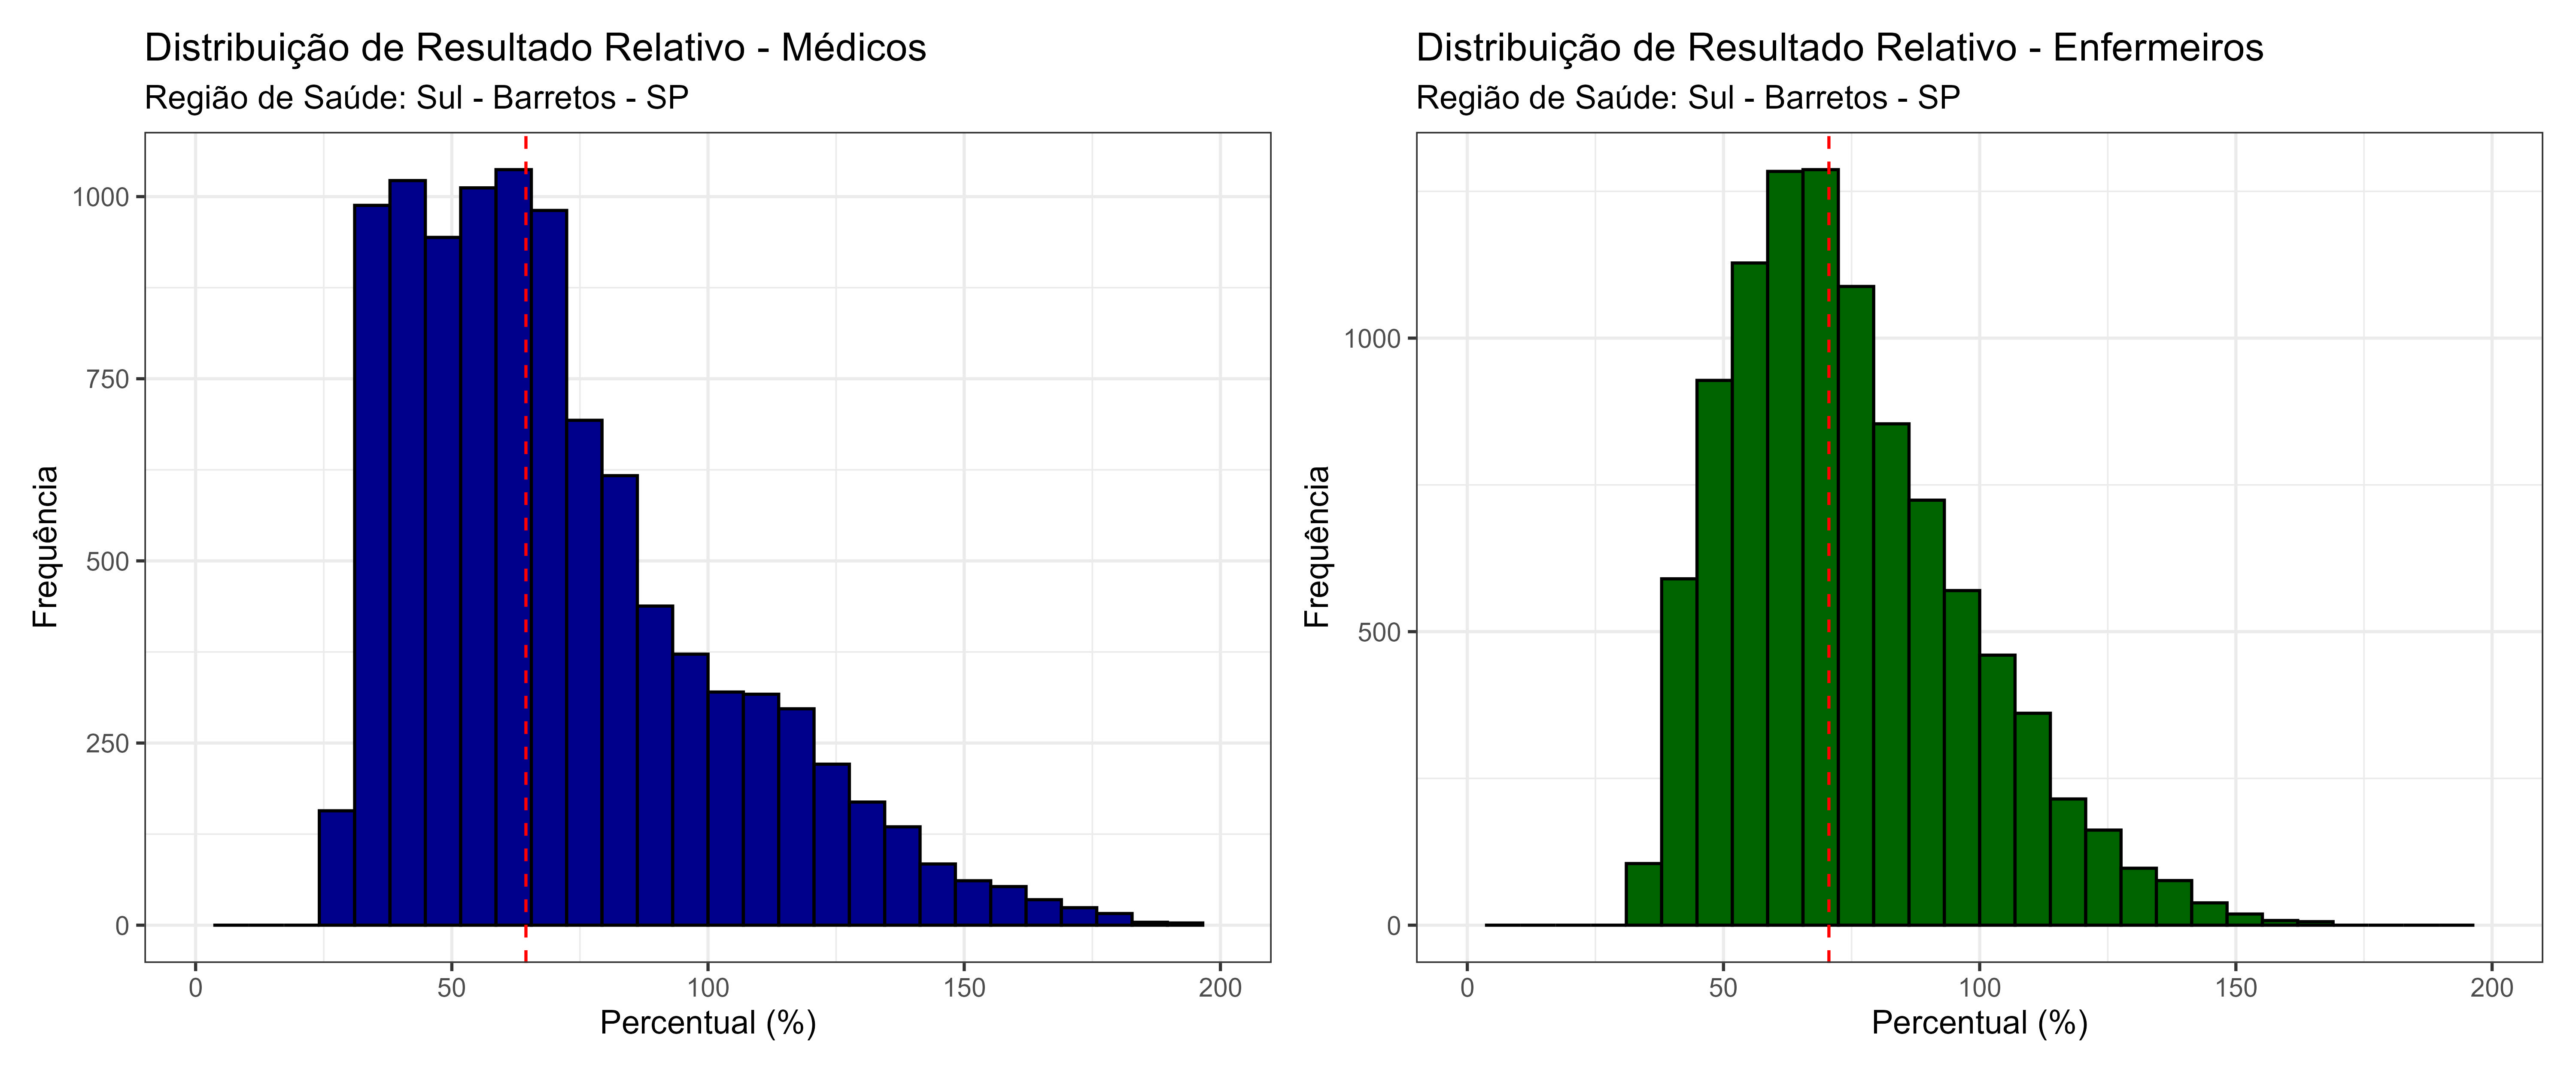 Distribuição de Resultado Relativo - Médicos
Região de Saúde: Sul - Barretos - SP
1000
750
500
250
0
Frequência
0 50 100 150 200
Percentual (%)
Distribuição de Resultado Relativo - Enfermeiros
Região de Saúde: Sul - Barretos - SP
1000
500
0
Frequência
0 50 100 150 200
Percentual (%)